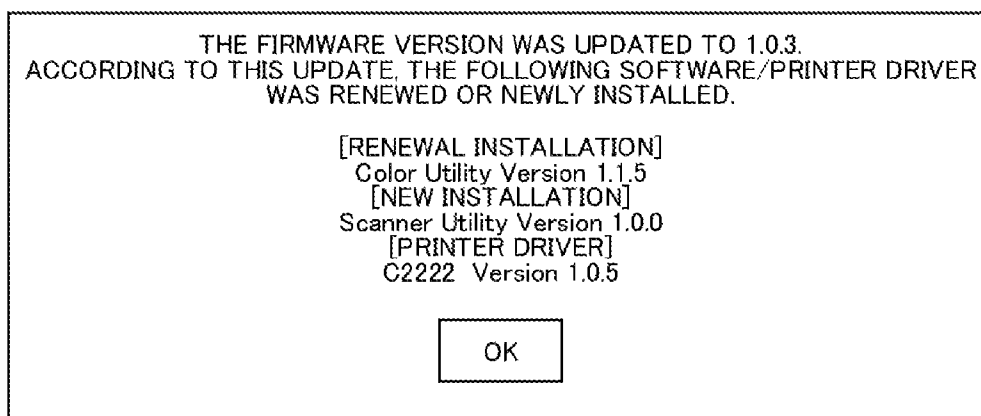 THE FIRMWARE VERSION WAS UPDATED TO 1.0.3.
ACCORDING TO THIS UPDATE, THE FOLLOWING SOFTWARE/PRINTER DRIVER
WAS RENEWED OR NEWLY INSTALLED.
[RENEWAL INSTALLATION]
Color Utility Version 1.1.5
[NEW INSTALLATION]
Scanner Utility Version 1.0.0
[PRINTER DRIVER]
C2222 Version 1.0.5
OK